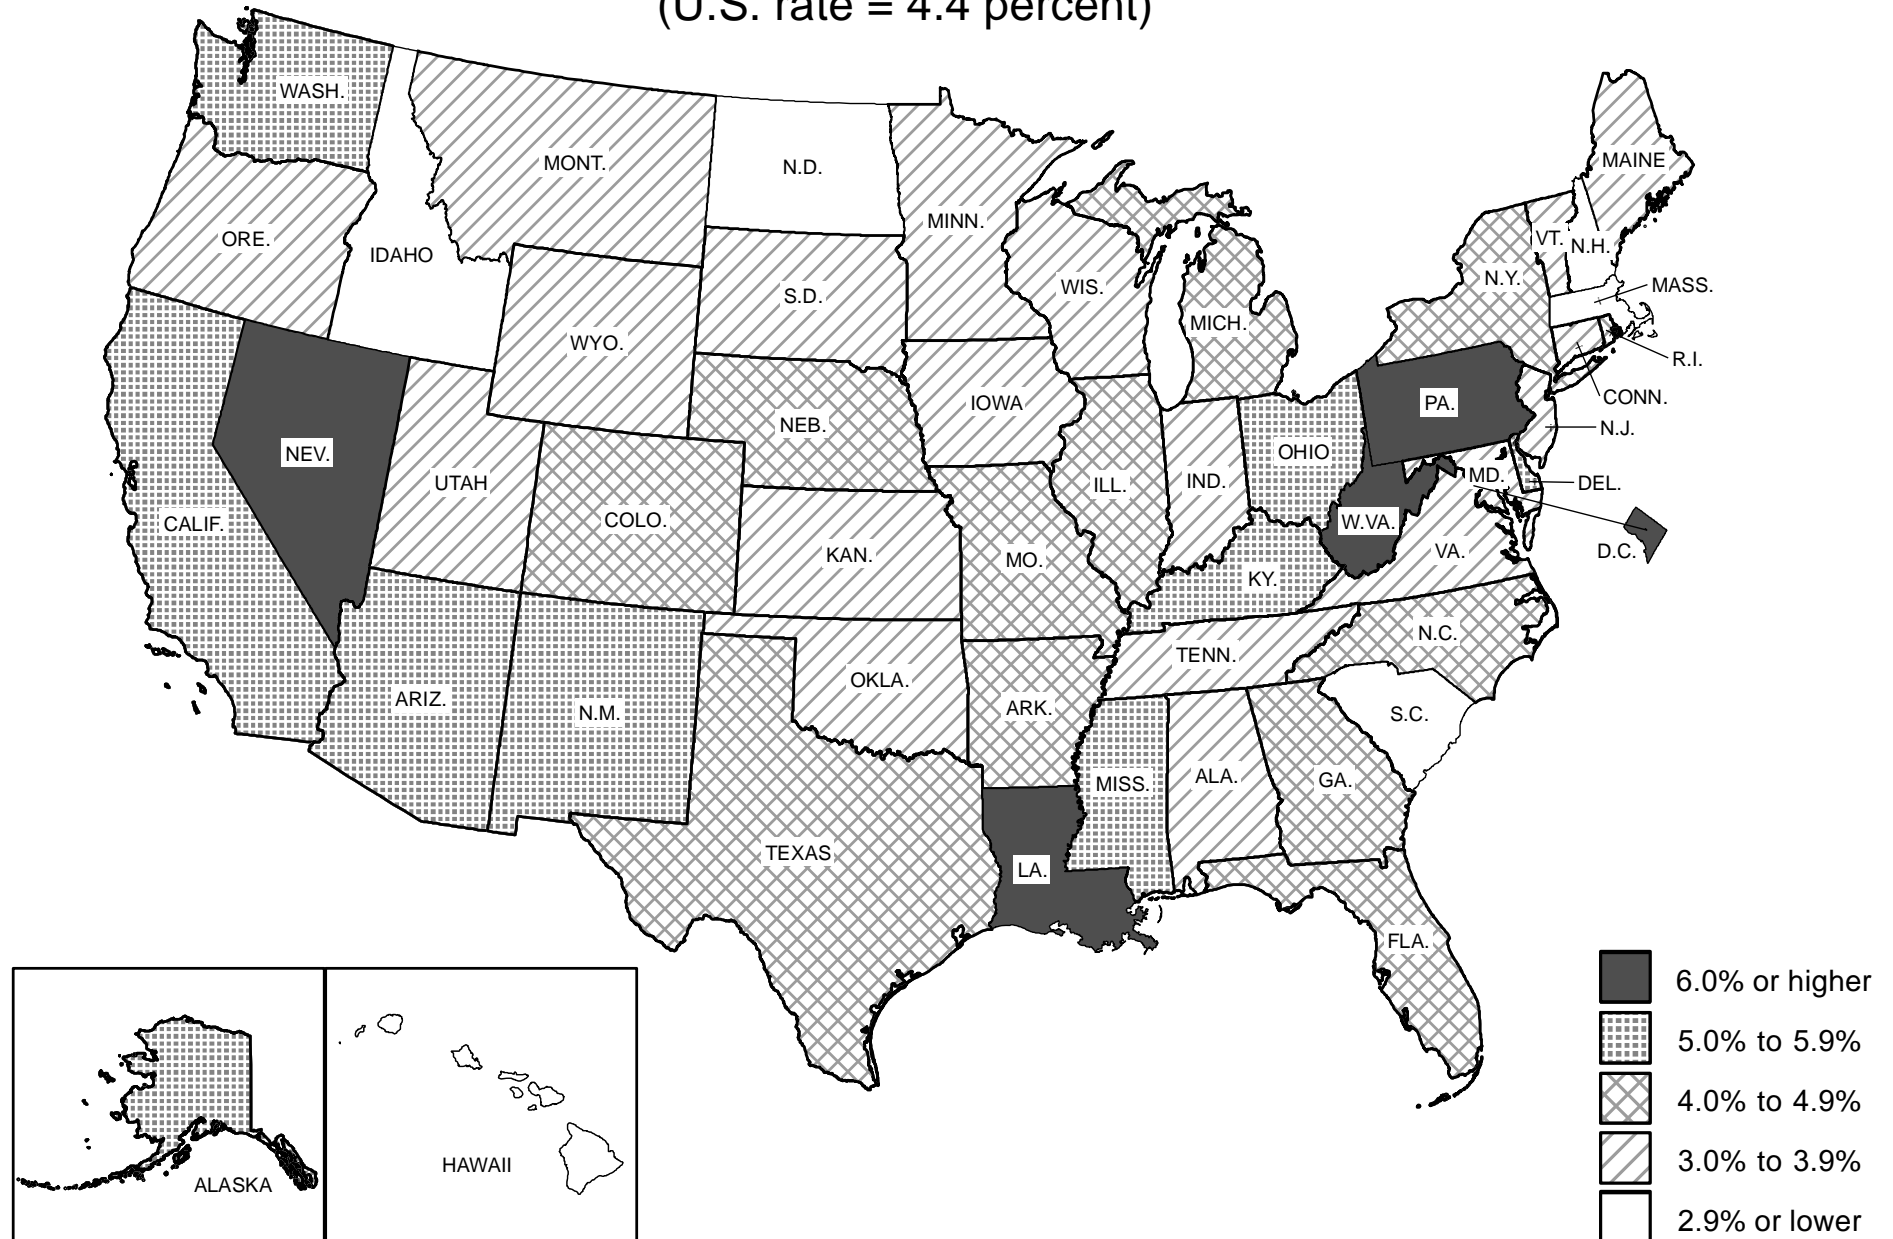 (U.S. rate = 4.4 percent)
WASH.
MONT.
N.D.
MAINE
MINN.
ORE.
VT.
N.H.
IDAHO
N.Y.
S.D.
WIS.
MASS.
MICH.
WYO.
R.I.
CONN.
IOWA
PA.
NEB.
N.J.
NEV.
OHIO
UTAH
ILL.
IND.
MD.
DEL.
COLO.
CALIF.
W.VA.
D.C.
KAN.
MO.
VA.
KY.
N.C.
TENN.
OKLA.
ARIZ.
N.M.
ARK.
S.C.
MISS.
ALA.
GA.
TEXAS
LA.
FLA.
6.0% or higher
5.0% to 5.9%
4.0% to 4.9%
3.0% to 3.9%
2.9% or lower
HAWAII
ALASKA